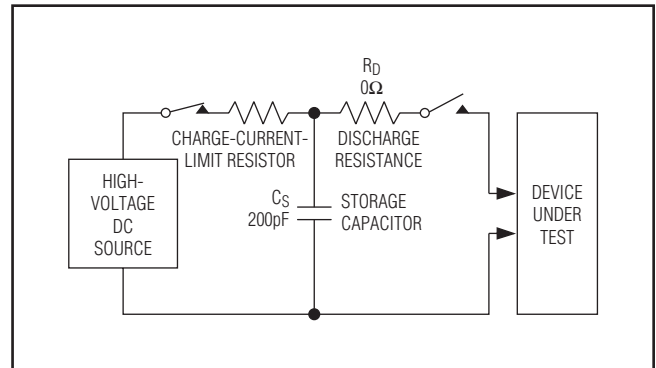 R_D
0Ω
CHARGE-CURRENT-
LIMIT RESISTOR
DISCHARGE
RESISTANCE
HIGH-
VOLTAGE
DC
SOURCE
C_S
200pF
STORAGE
CAPACITOR
DEVICE
UNDER
TEST